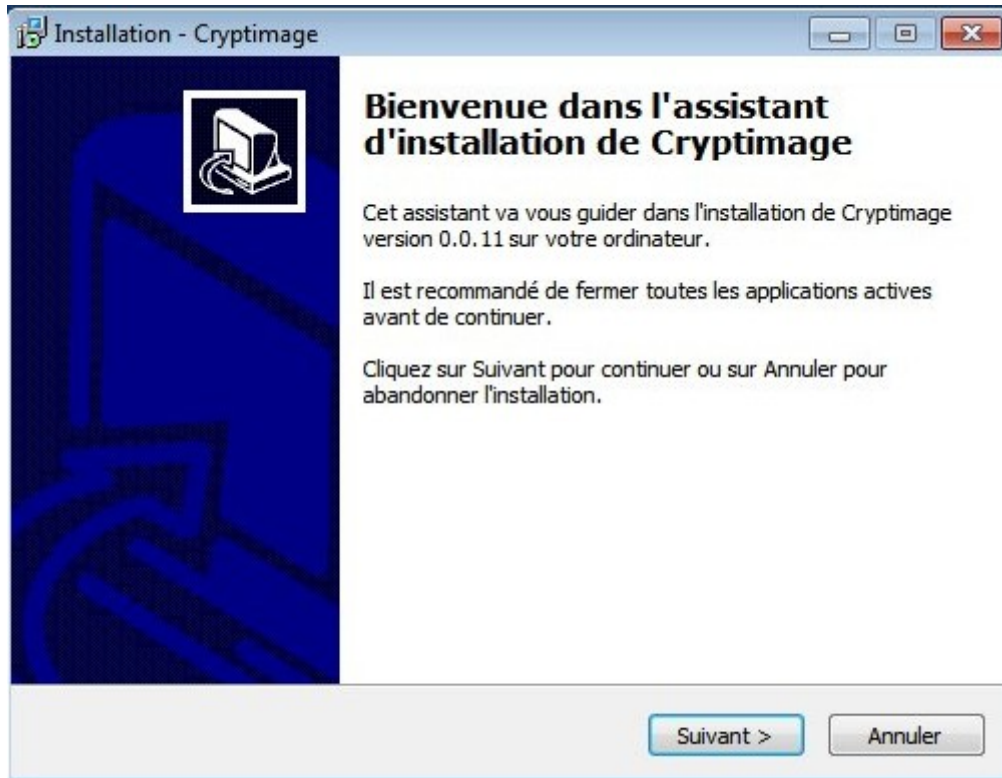 Installation - Cryptimage
Bienvenue dans l'assistant
d'installation de Cryptimage
Cet assistant va vous guider dans l'installation de Cryptimage
version 0.0.11 sur votre ordinateur.
Il est recommandé de fermer toutes les applications actives
avant de continuer.
Cliquez sur Suivant pour continuer ou sur Annuler pour
abandonner l'installation.
Suivant >
Annuler